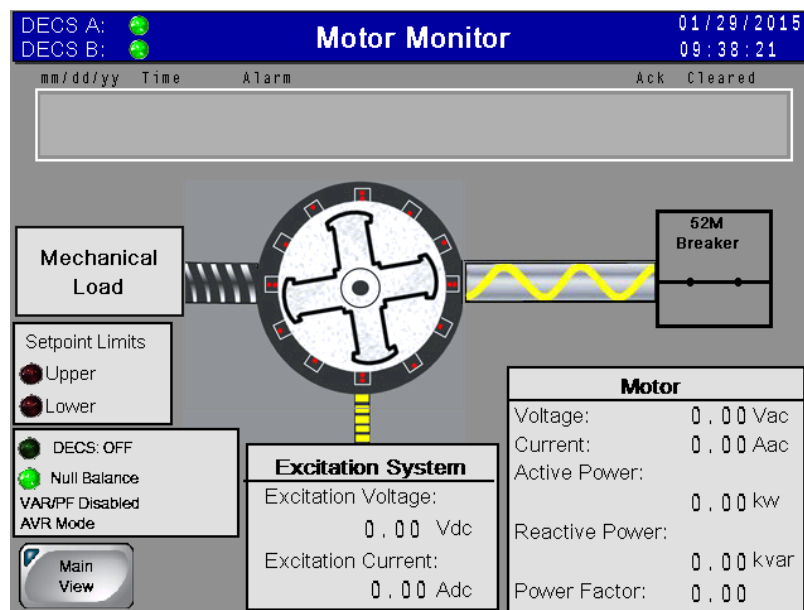 DECS A:
DECS B:
Motor Monitor
01/29/2015
09:38:21
mm/dd/yy Time Alarm Ack Cleared
Mechanical
Load
52M
Breaker
Setpoint Limits
Upper
Lower
DECS: OFF
Null Balance
VAR/PF Disabled
AVR Mode
Main
View
Excitation System
Excitation Voltage:
0.00 Vdc
Excitation Current:
0.00 Adc
Motor
Voltage: 0.00 Vac
Current: 0.00 Aac
Active Power:
0.00 kw
Reactive Power:
0.00 kvar
Power Factor: 0.00